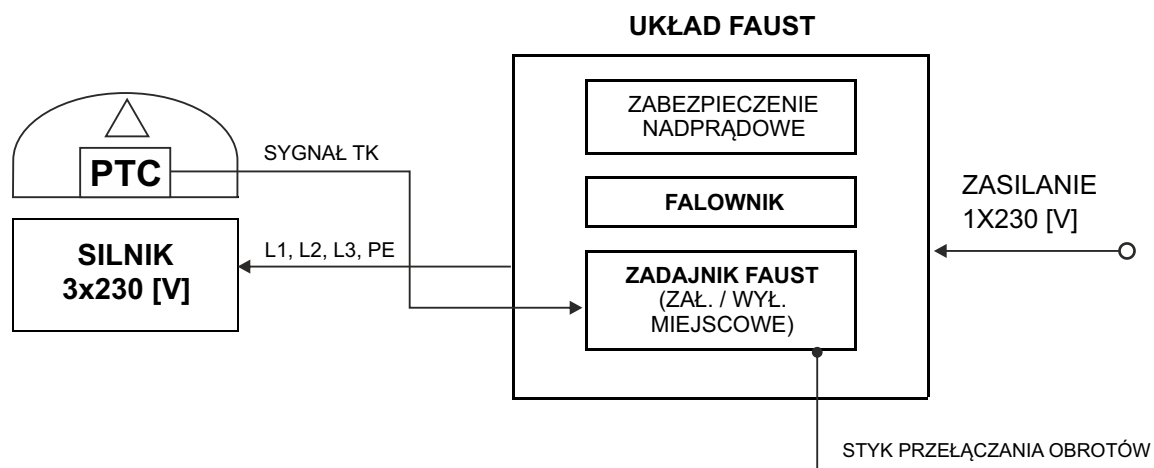 UKŁAD FAUST
ZABEZPIECZENIE
NADPRĄDOWE
PTC
SYGNAŁ TK
FALOWNIK
ZASILANIE
1X230 [V]
SILNIK
3x230 [V]
L1, L2, L3, PE
ZADAJNIK FAUST
(ZAŁ. / WYŁ.
MIEJSCOWE)
STYK PRZEŁĄCZANIA OBROTÓW